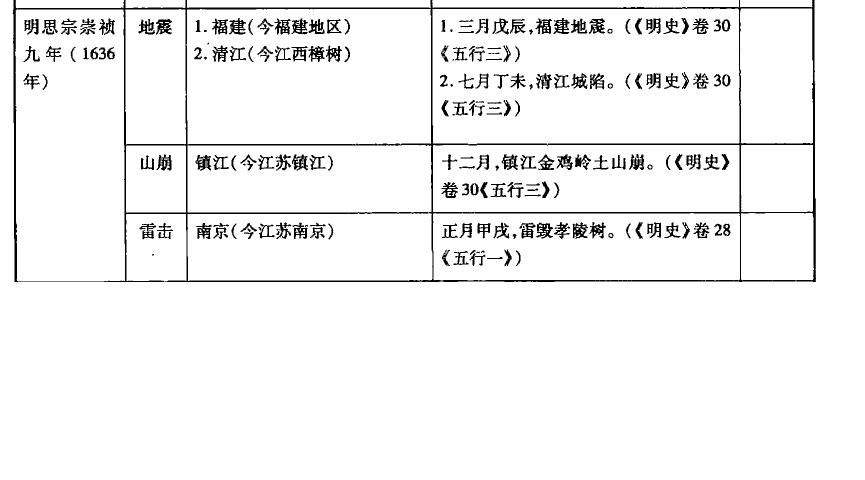 明思宗崇祯
九年(1636
年)
地震
1.福建(今福建地区)
2.清江(今江西樟树)
1.三月戊辰,福建地震。(《明史》卷30
《五行三》)
2.七月丁未,清江城陷。(《明史》卷30
《五行三》)
山崩
镇江(今江苏镇江)
十二月,镇江金鸡岭土山崩。(《明史》
卷30《五行三》)
雷击
南京(今江苏南京)
正月甲戌,雷毁孝陵树。(《明史》卷28
《五行一》)